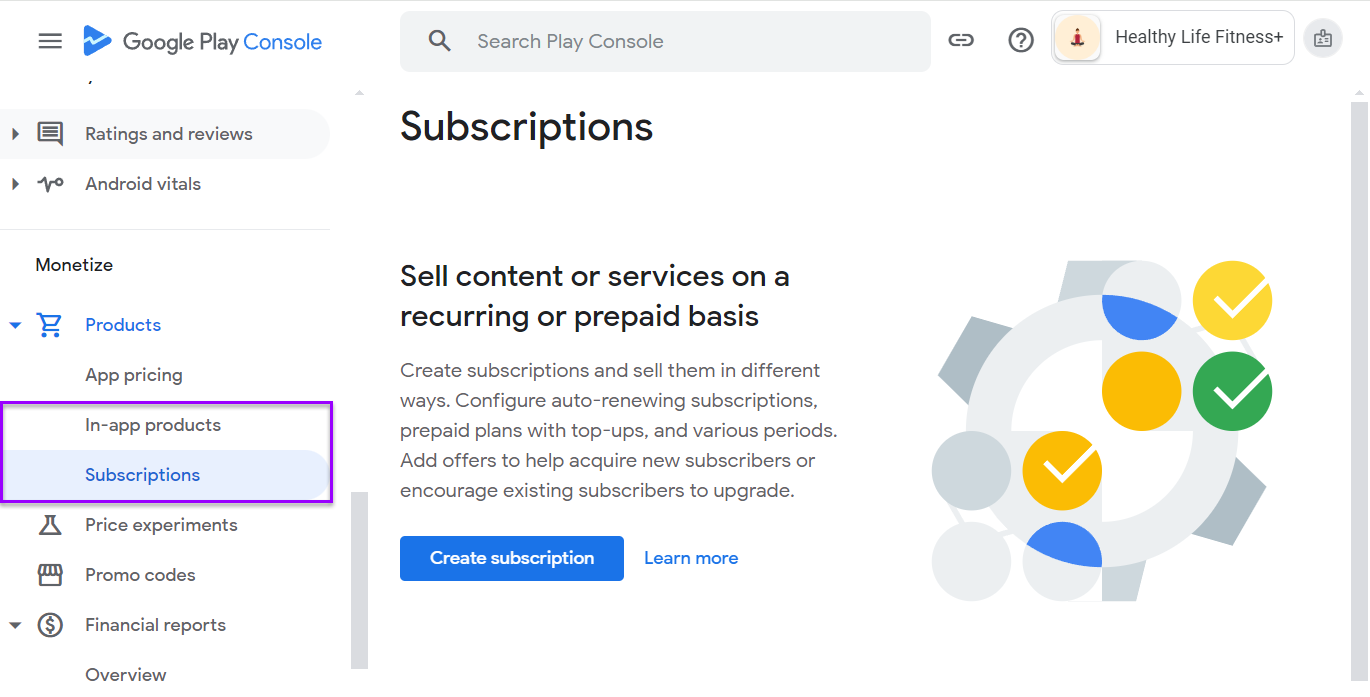 Google Play Console
Search Play Console
Healthy Life Fitness+
Ratings and reviews
Android vitals
Monetize
Products
App pricing
In-app products
Subscriptions
Price experiments
Promo codes
Financial reports
Overview
Subscriptions
Sell content or services on a
recurring or prepaid basis
Create subscriptions and sell them in different
ways. Configure auto-renewing subscriptions,
prepaid plans with top-ups, and various periods.
Add offers to help acquire new subscribers or
encourage existing subscribers to upgrade.
Create subscription
Learn more